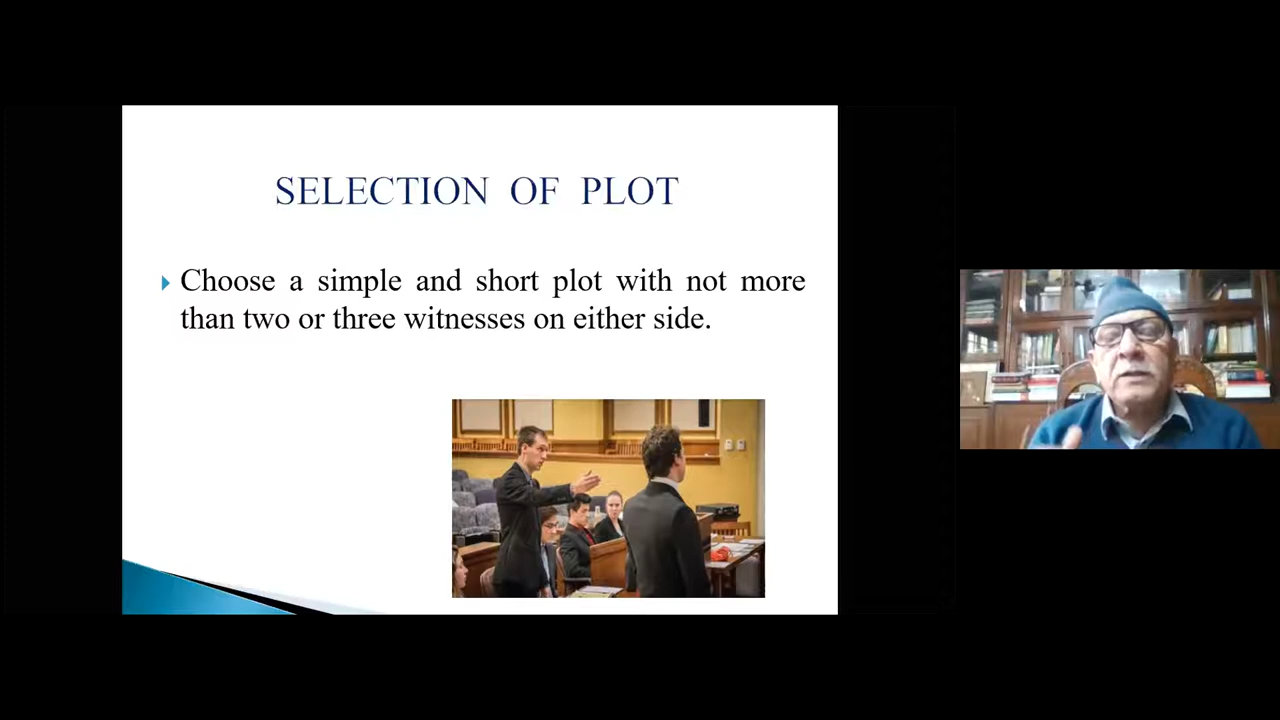 SELECTION OF PLOT
Choose a simple and short plot with not more
than two or three witnesses on either side.